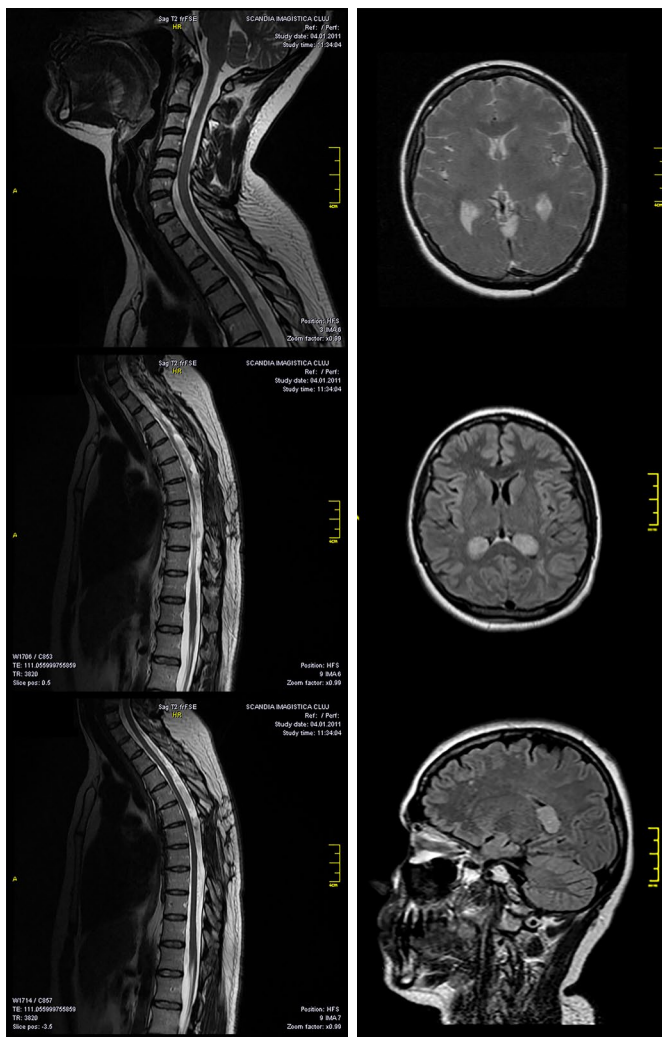 Sag T2 frFSE
HR
SCANDIA IMAGISTICA CLUJ
Ref: / Perf:
Study date: 04.01.2011
Study time: 11:34:04
A
Position: HFS
3 IMA 6
Zoom factor: x0.99
Sag T2 frFSE
HR
SCANDIA IMAGISTICA CLUJ
Ref: / Perf:
Study date: 04.01.2011
Study time: 11:34:04
A
W1706 / C853
TE: 111.055999755859
TR: 3820
Slice pos: 0.5
Position: HFS
9 IMA 6
Zoom factor: x0.99
Sag T2 frFSE
HR
SCANDIA IMAGISTICA CLUJ
Ref: / Perf:
Study date: 04.01.2011
Study time: 11:34:04
A
W1714 / C857
TE: 111.055999755859
TR: 3820
Slice pos: -3.5
Position: HFS
9 IMA 7
Zoom factor: x0.99